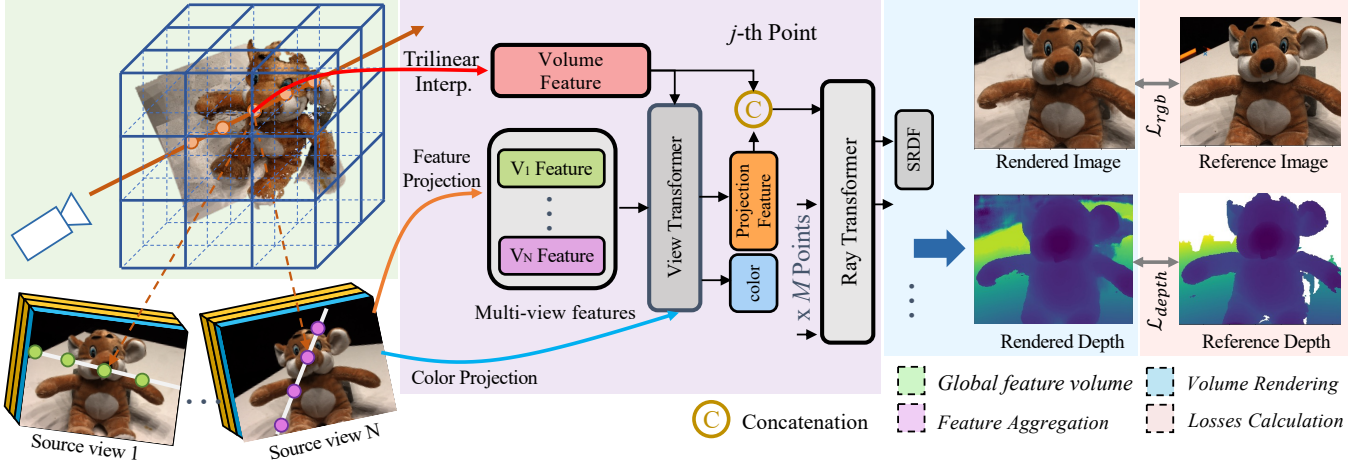 Trilinear
Interp.
Volume
Feature
j-th Point
C
Feature
Projection
V1 Feature
VN Feature
Multi-view features
View Transformer
Projection
Feature
color
x M Points
Ray Transformer
SRDF
Color Projection
Source view 1
Source view N
C Concatenation
Rendered Image
ℒrgb
Reference Image
Rendered Depth
ℒdepth
Reference Depth
Global feature volume
Volume Rendering
Feature Aggregation
Losses Calculation